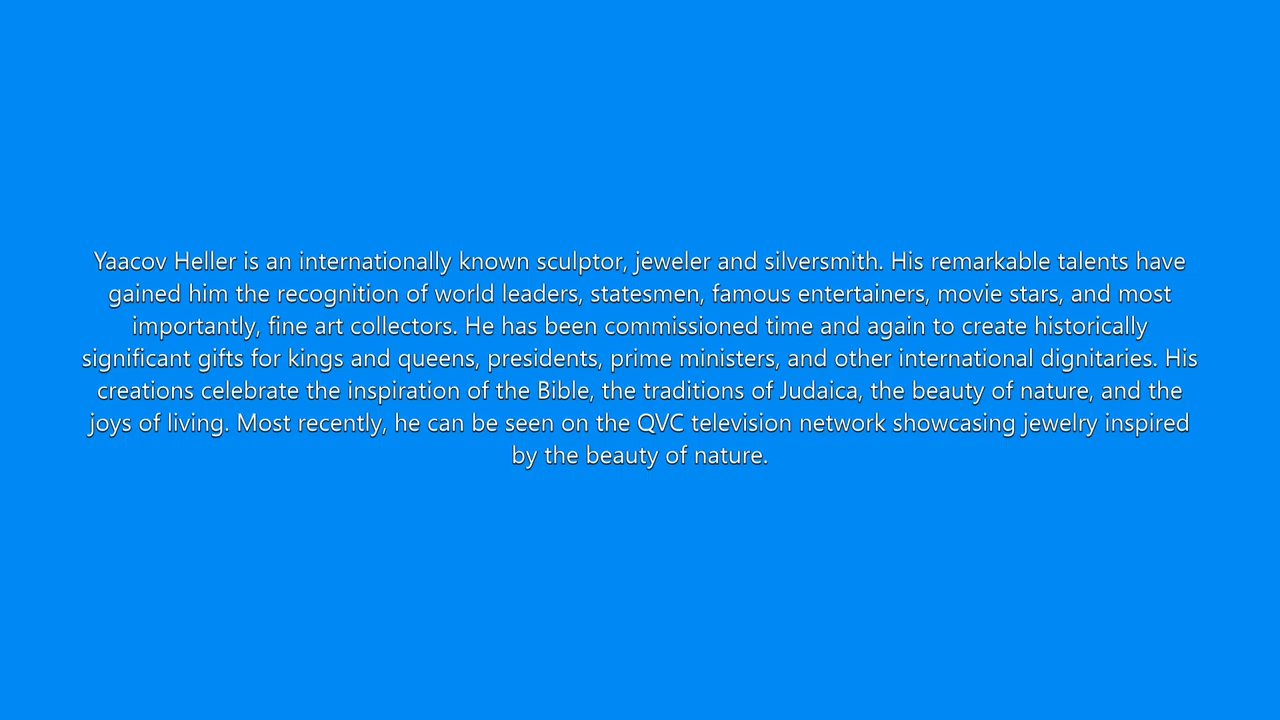 Yaacov Heller is an internationally known sculptor, jeweler and silversmith. His remarkable talents have
gained him the recognition of world leaders, statesmen, famous entertainers, movie stars, and most
importantly, fine art collectors. He has been commissioned time and again to create historically
significant gifts for kings and queens, presidents, prime ministers, and other international dignitaries. His
creations celebrate the inspiration of the Bible, the traditions of Judaica, the beauty of nature, and the
joys of living. Most recently, he can be seen on the QVC television network showcasing jewelry inspired
by the beauty of nature.